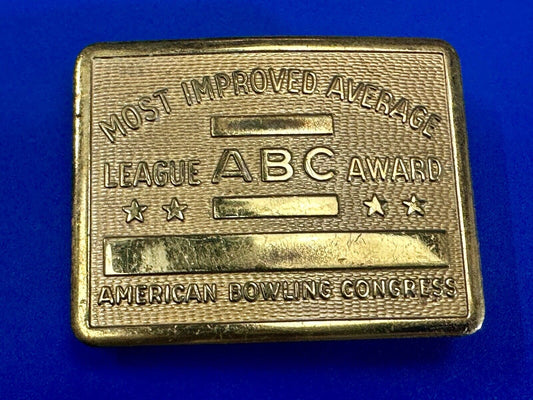 MOST IMPROVED AVERAGE
LEAGUE ABC AWARD
AMERICAN BOWLING CONGRESS